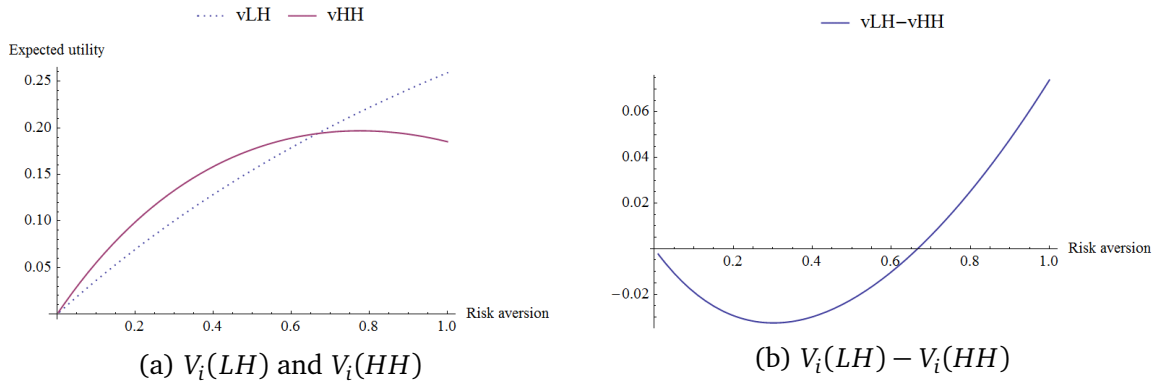 vLH vHH
Expected utility
0.25
0.20
0.15
0.10
0.05
0.2 0.4 0.6 0.8 1.0 Risk aversion
(a) V_i(LH) and V_i(HH)
vLH−vHH
0.06
0.04
0.02
−0.02
0.2 0.4 0.6 0.8 1.0 Risk aversion
(b) V_i(LH) − V_i(HH)